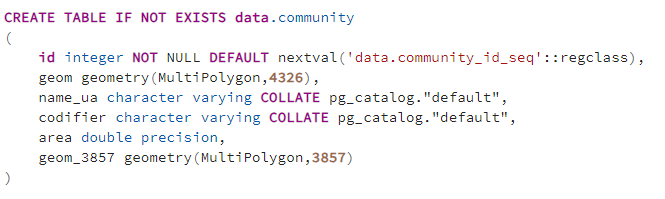 CREATE TABLE IF NOT EXISTS data.community
(
    id integer NOT NULL DEFAULT nextval('data.community_id_seq'::regclass),
    geom geometry(MultiPolygon,4326),
    name_ua character varying COLLATE pg_catalog."default",
    codifier character varying COLLATE pg_catalog."default",
    area double precision,
    geom_3857 geometry(MultiPolygon,3857)
)